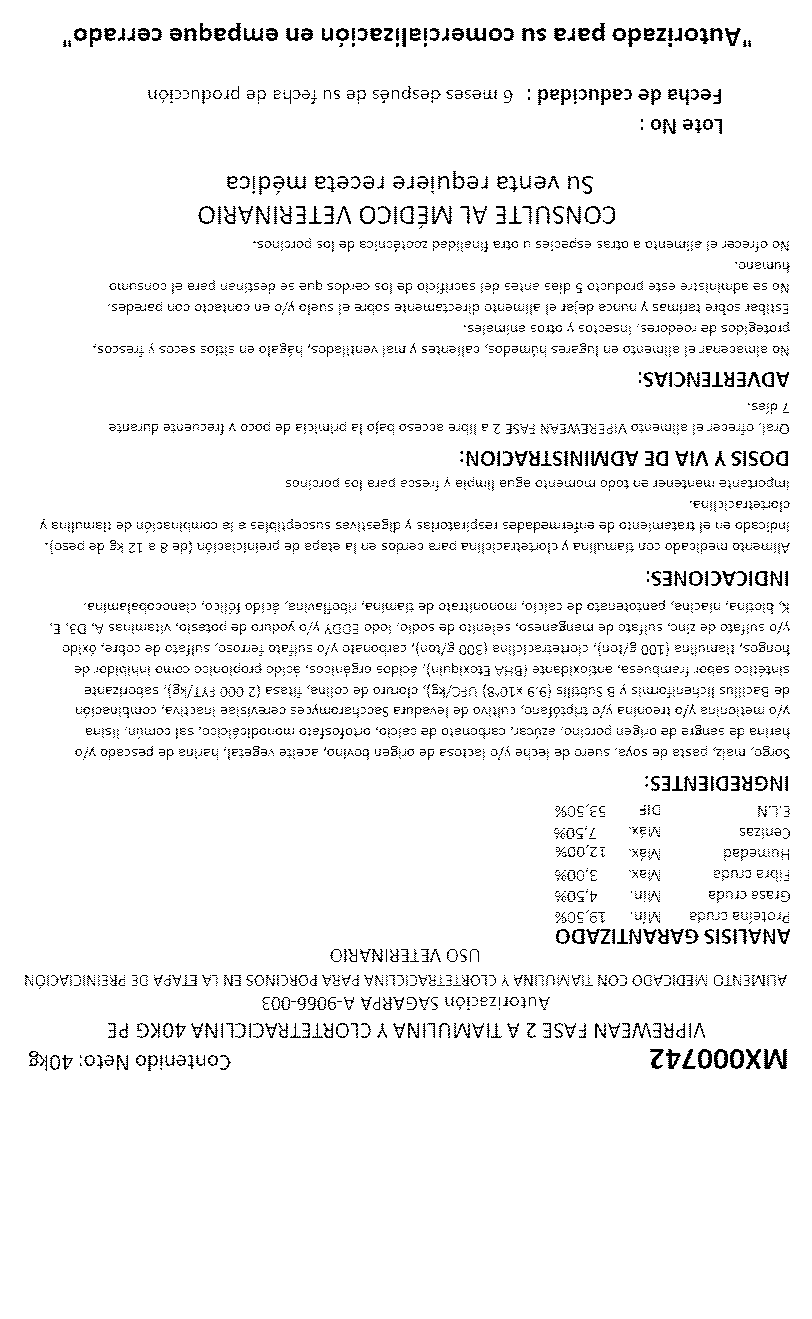 MX000742 Contenido Neto: 40kg
VIPREWEAN FASE 2 A TIAMULINA Y CLORTETRACICLINA 40KG PE
Autorización SAGARPA A-9066-003
ALIMENTO MEDICADO CON TIAMULINA Y CLORTETRACICLINA PARA PORCINOS EN LA ETAPA DE PREINICIACIÓN
USO VETERINARIO
ANALISIS GARANTIZADO
Proteína cruda Mín. 19,50%
Grasa cruda Mín. 4,50%
Fibra cruda Max. 3,00%
Humedad Máx. 12,00%
Cenizas Máx. 7,50%
E.L.N DIF 53,50%
INGREDIENTES:
Sorgo, maíz, pasta de soya, suero de leche y/o lactosa de origen bovino, aceite vegetal, harina de pescado y/o
harina de sangre de origen porcino, azúcar, carbonato de calcio, ortofosfato monodicálcico, sal común, lisina
y/o metionina y/o treonina y/o triptófano, cultivo de levadura Saccharomyces cerevisiae inactiva, combinación
de Bacillus licheniformis y B Subtilis (9.9 x10^8) UFC/kg), cloruro de colina, fitasa (2 000 FYT/kg), saborizante
sintético sabor frambuesa, antioxidante (BHA Etoxiquin), ácidos orgánicos, ácido propionico como inhibidor de
hongos, tiamulina (100 g/ton), clortetraciclina (300 g/ton), carbonato y/o sulfato ferroso, sulfato de cobre, óxido
y/o sulfato de zinc, sulfato de manganeso, selenito de sodio, Iodo EDDY y/o yoduro de potasio, vitaminas A, D3, E,
K, biotina, niacina, pantotenato de calcio, mononitrato de tiamina, riboflavina, ácido fólico, cianocobalamina.
INDICACIONES:
Alimento medicado con tiamulina y clortetraciclina para cerdos en la etapa de preiniciación (de 8 a 12 kg de peso).
Indicado en el tratamiento de enfermedades respiratorias y digestivas susceptibles a la combinación de tiamulina y
clortetraciclina.
Importante mantener en todo momento agua limpia y fresca para los porcinos
DOSIS Y VIA DE ADMINISTRACION:
Oral, ofrecer el alimento VIPEREWEAN FASE 2 a libre acceso bajo la primicia de poco y frecuente durante
7 días.
ADVERTENCIAS:
No almacenar el alimento en lugares húmedos, calientes y mal ventilados, hágalo en sitios secos y frescos,
protegidos de roedores, insectos y otros animales.
Estibar sobre tarimas y nunca dejar el alimento directamente sobre el suelo y/o en contacto con paredes.
No se administre este producto 5 días antes del sacrificio de los cerdos que se destinan para el consumo
humano.
No ofrecer el alimento a otras especies u otra finalidad zootécnica de los porcinos.
CONSULTE AL MÉDICO VETERINARIO
Su venta requiere receta médica
Lote No :
Fecha de caducidad : 6 meses después de su fecha de producción
"Autorizado para su comercialización en empaque cerrado"